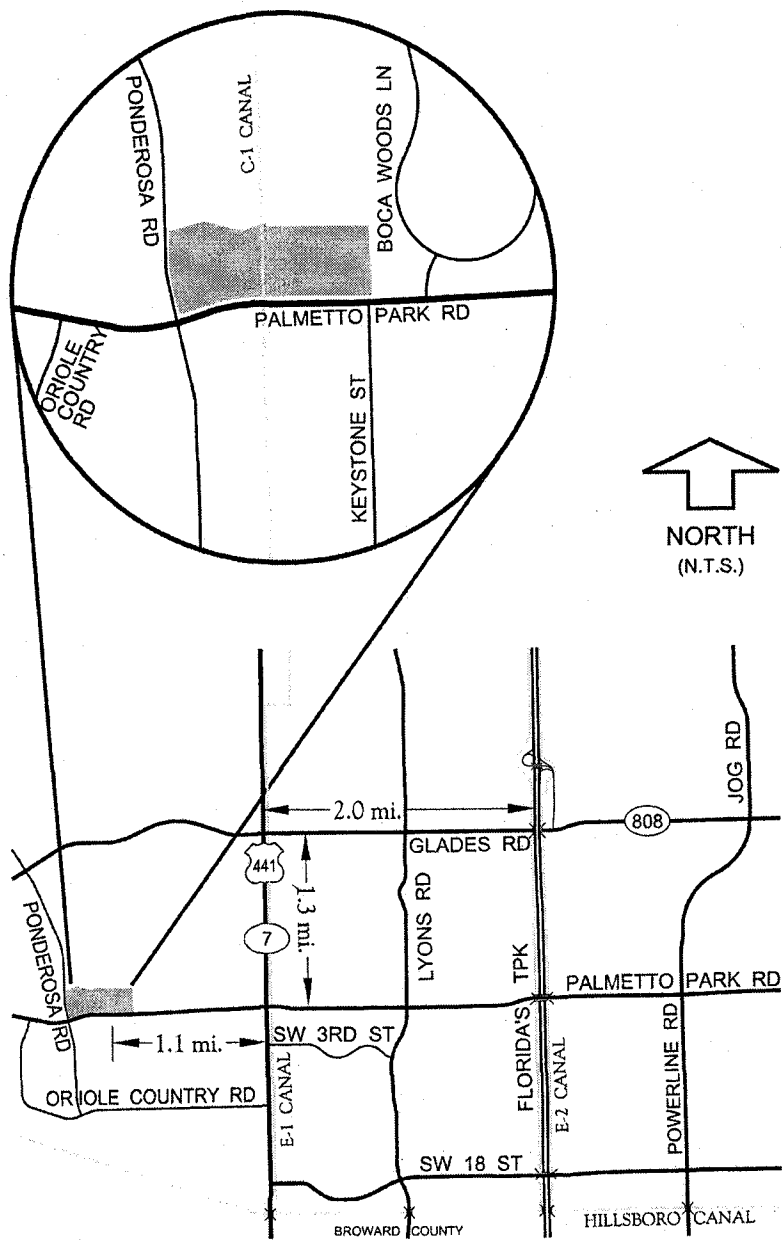 PONDEROSA RD
C-1 CANAL
BOCA WOODS LN
PALMETTO PARK RD
ORIOLE
COUNTRY
RD
KEYSTONE ST
NORTH
(N.T.S.)
JOG RD
2.0 mi.
808
GLADES RD
441
1.3 mi.
7
LYONS RD
FLORIDA'S TPK
PONDEROSA RD
PALMETTO PARK RD
1.1 mi.
SW 3RD ST
ORIOLE COUNTRY RD
E-1 CANAL
E-2 CANAL
POWERLINE RD
SW 18 ST
BROWARD COUNTY
HILLSBORO CANAL